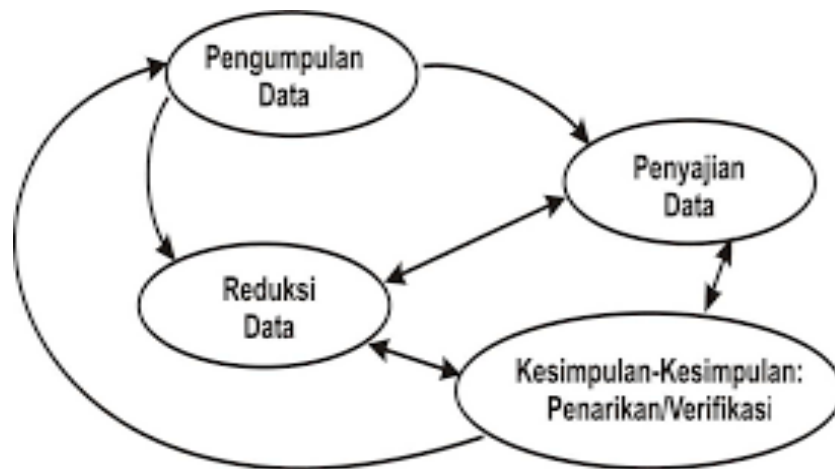 Pengumpulan
Data
Penyajian
Data
Reduksi
Data
Kesimpulan-Kesimpulan:
Penarikan/Verifikasi